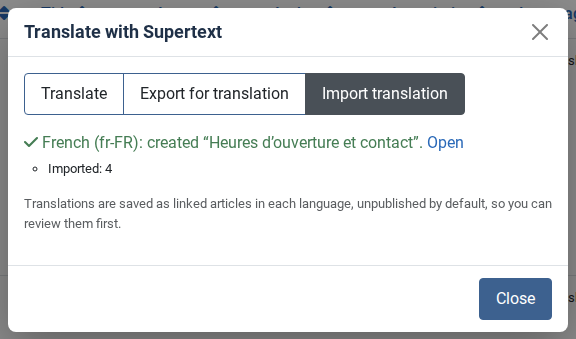 Translate with Supertext
Translate
Export for translation
Import translation
French (fr-FR): created “Heures d’ouverture et contact”. Open
Imported: 4
Translations are saved as linked articles in each language, unpublished by default, so you can
review them first.
Close